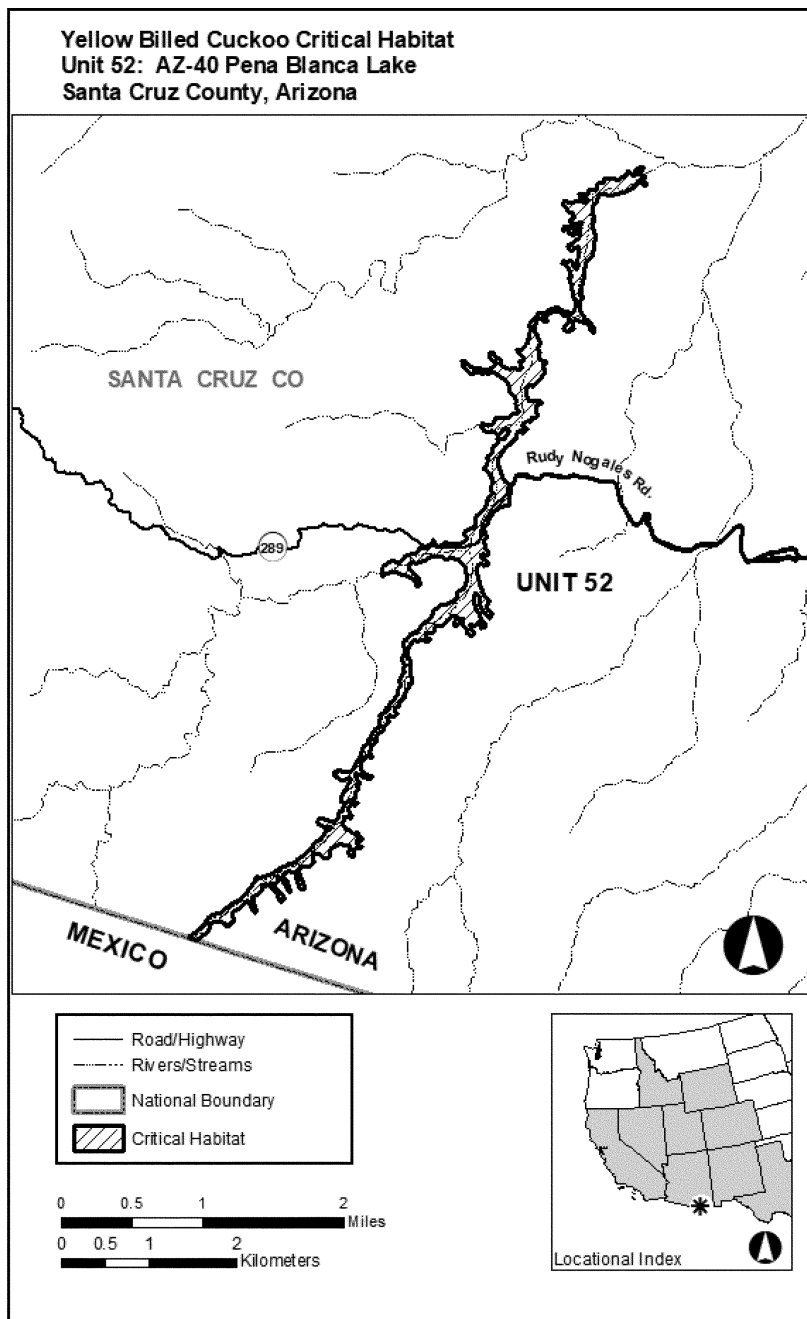 Yellow Billed Cuckoo Critical Habitat
Unit 52: AZ-40 Pena Blanca Lake
Santa Cruz County, Arizona
SANTA CRUZ CO
Rudy Nogales Rd.
289
UNIT 52
MEXICO
ARIZONA
Road/Highway
Rivers/Streams
National Boundary
Critical Habitat
0 0.5 1 2
Miles
0 0.5 1 2
Kilometers
Locational Index